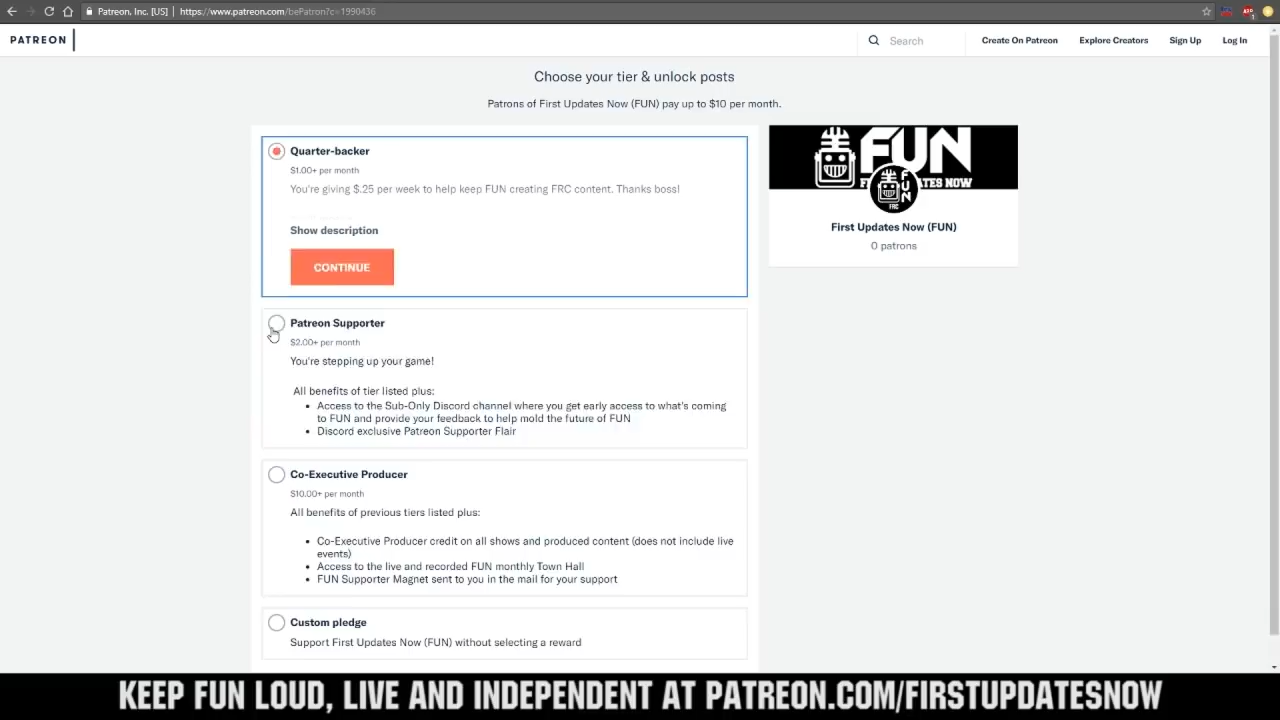 Patreon, Inc. [US] | https://www.patreon.com/bePatron?c=1990436
PATREON
Search
Create On Patreon
Explore Creators
Sign Up
Log In
Choose your tier & unlock posts
Patrons of First Updates Now (FUN) pay up to $10 per month.
Quarter-backer
$1.00+ per month
You're giving $.25 per week to help keep FUN creating FRC content. Thanks boss!
Show description
CONTINUE
Patreon Supporter
$2.00+ per month
You're stepping up your game!
All benefits of tier listed plus:
• Access to the Sub-Only Discord channel where you get early access to what's coming
to FUN and provide your feedback to help mold the future of FUN
• Discord exclusive Patreon Supporter Flair
Co-Executive Producer
$10.00+ per month
All benefits of previous tiers listed plus:
• Co-Executive Producer credit on all shows and produced content (does not include live
events)
• Access to the live and recorded FUN monthly Town Hall
• FUN Supporter Magnet sent to you in the mail for your support
Custom pledge
Support First Updates Now (FUN) without selecting a reward
FUN
ATES NOW
FUN
FRC
First Updates Now (FUN)
0 patrons
KEEP FUN LOUD, LIVE AND INDEPENDENT AT PATREON.COM/FIRSTUPDATESNOW